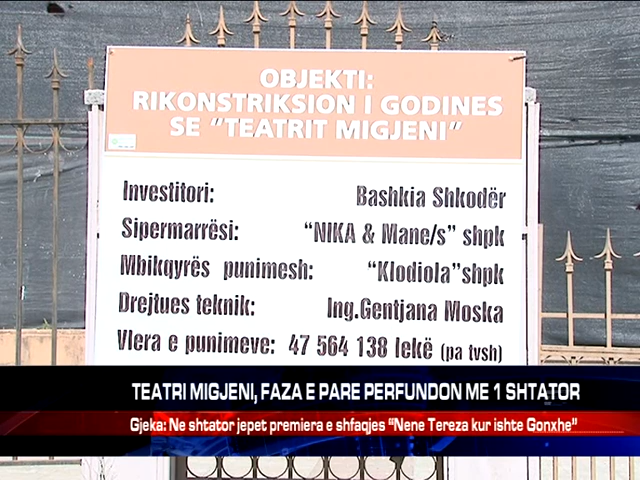 OBJEKTI:
RIKONSTRIKSION I GODINES
SE "TEATRIT MIGJENI"
Investitori: Bashkia Shkodër
Sipermarrësi: "NIKA & Mane/s" shpk
Mbikqyrës punimesh: "Klodiola"shpk
Drejtues teknik: Ing.Gentjana Moska
Vlera e punimeve: 47 564 138 lekë (pa tvsh)
TEATRI MIGJENI, FAZA E PARE PERFUNDON ME 1 SHTATOR
Gjeka: Ne shtator jepet premiera e shfaqjes "Nene Tereza kur ishte Gonxhe"